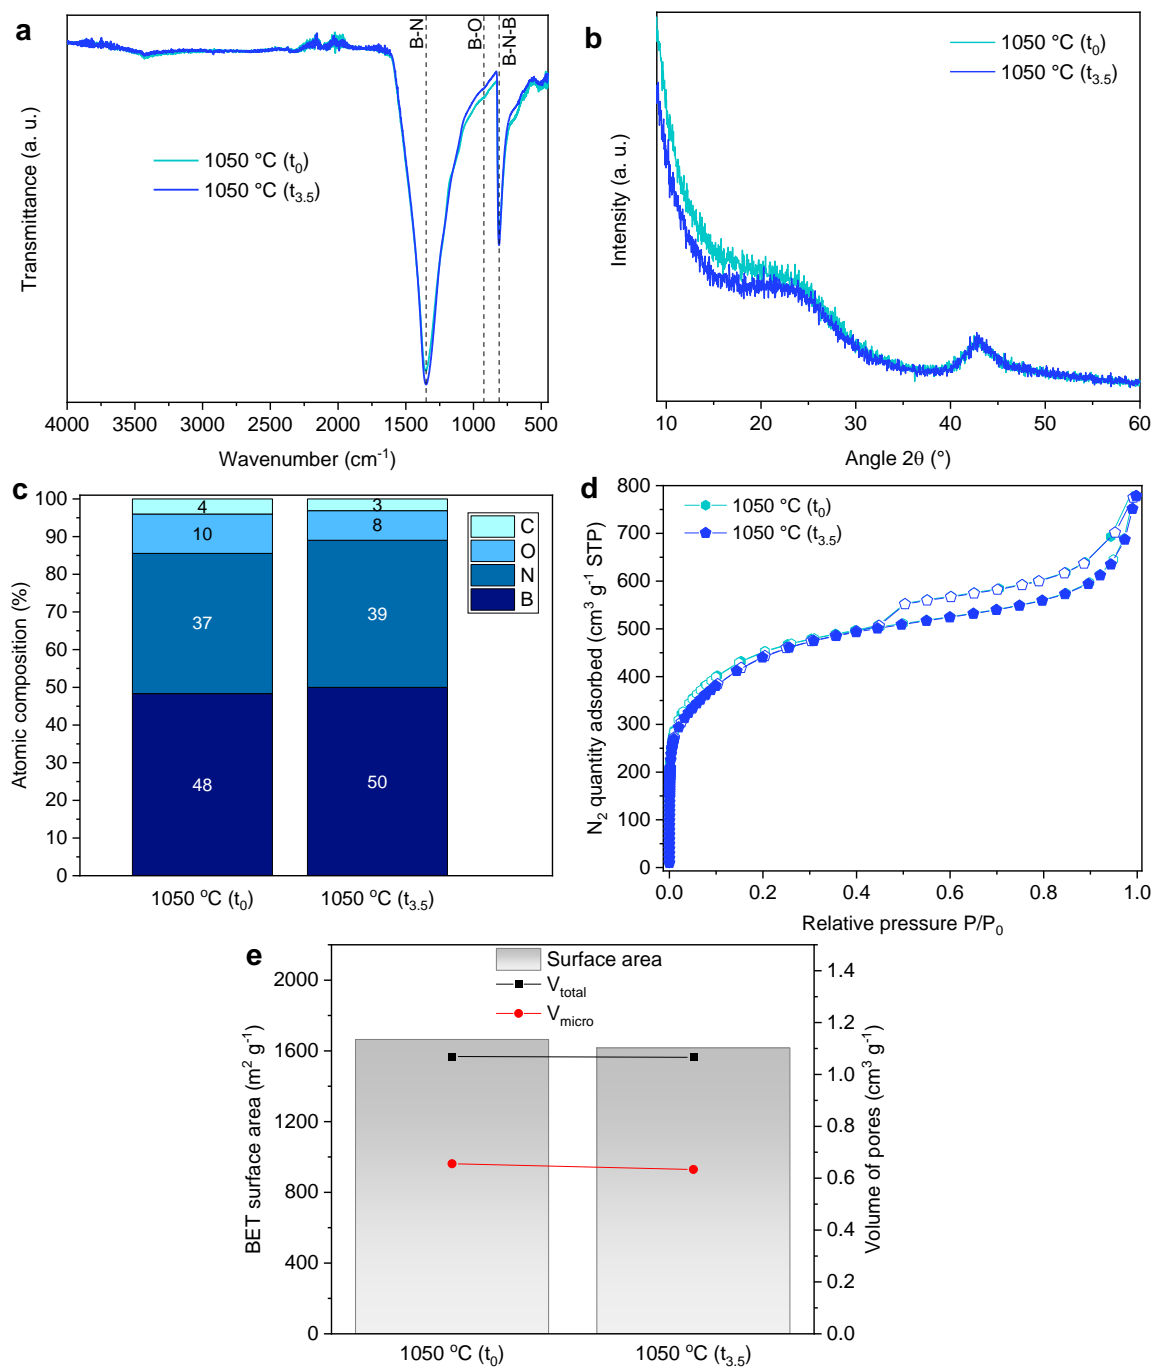 a
B-N
B-O
B-N-B
1050 °C (t0)
1050 °C (t3.5)
Transmittance (a. u.)
4000 3500 3000 2500 2000 1500 1000 500
Wavenumber (cm-1)
b
1050 °C (t0)
1050 °C (t3.5)
Intensity (a. u.)
10 20 30 40 50 60
Angle 2θ (°)
c
100
90
80
70
60
50
40
30
20
10
0
Atomic composition (%)
4
10
37
48
3
8
39
50
C
O
N
B
1050 oC (t0)
1050 oC (t3.5)
d
1050 °C (t0)
1050 °C (t3.5)
800
700
600
500
400
300
200
100
0
N2 quantity adsorbed (cm3 g-1 STP)
0.0 0.2 0.4 0.6 0.8 1.0
Relative pressure P/P0
e
Surface area
Vtotal
Vmicro
2000
1600
1200
800
400
0
BET surface area (m2 g-1)
1.4
1.2
1.0
0.8
0.6
0.4
0.2
0.0
Volume of pores (cm3 g-1)
1050 °C (t0)
1050 °C (t3.5)